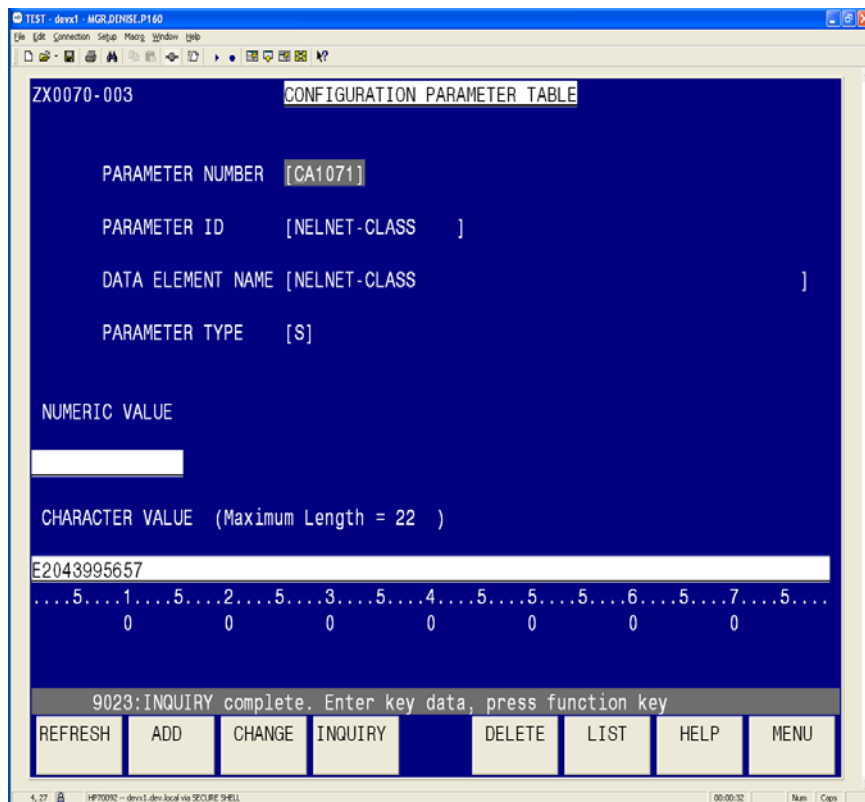 TEST - devx1 - MGR.DENISE.P160
File Edit Connection Setup Macro Window Help
ZX0070-003 CONFIGURATION PARAMETER TABLE
PARAMETER NUMBER [CA1071]
PARAMETER ID [NELNET-CLASS ]
DATA ELEMENT NAME [NELNET-CLASS ]
PARAMETER TYPE [S]
NUMERIC VALUE
CHARACTER VALUE (Maximum Length = 22 )
E2043995657
....5....1....5....2....5....3....5....4....5....5....5....6....5....7....5....
0 0 0 0 0 0 0
9023:INQUIRY complete. Enter key data, press function key
REFRESH ADD CHANGE INQUIRY DELETE LIST HELP MENU
4, 27 HP70092 -- devx1.dev.local via SECURE SHELL 00:00:32 Num Caps